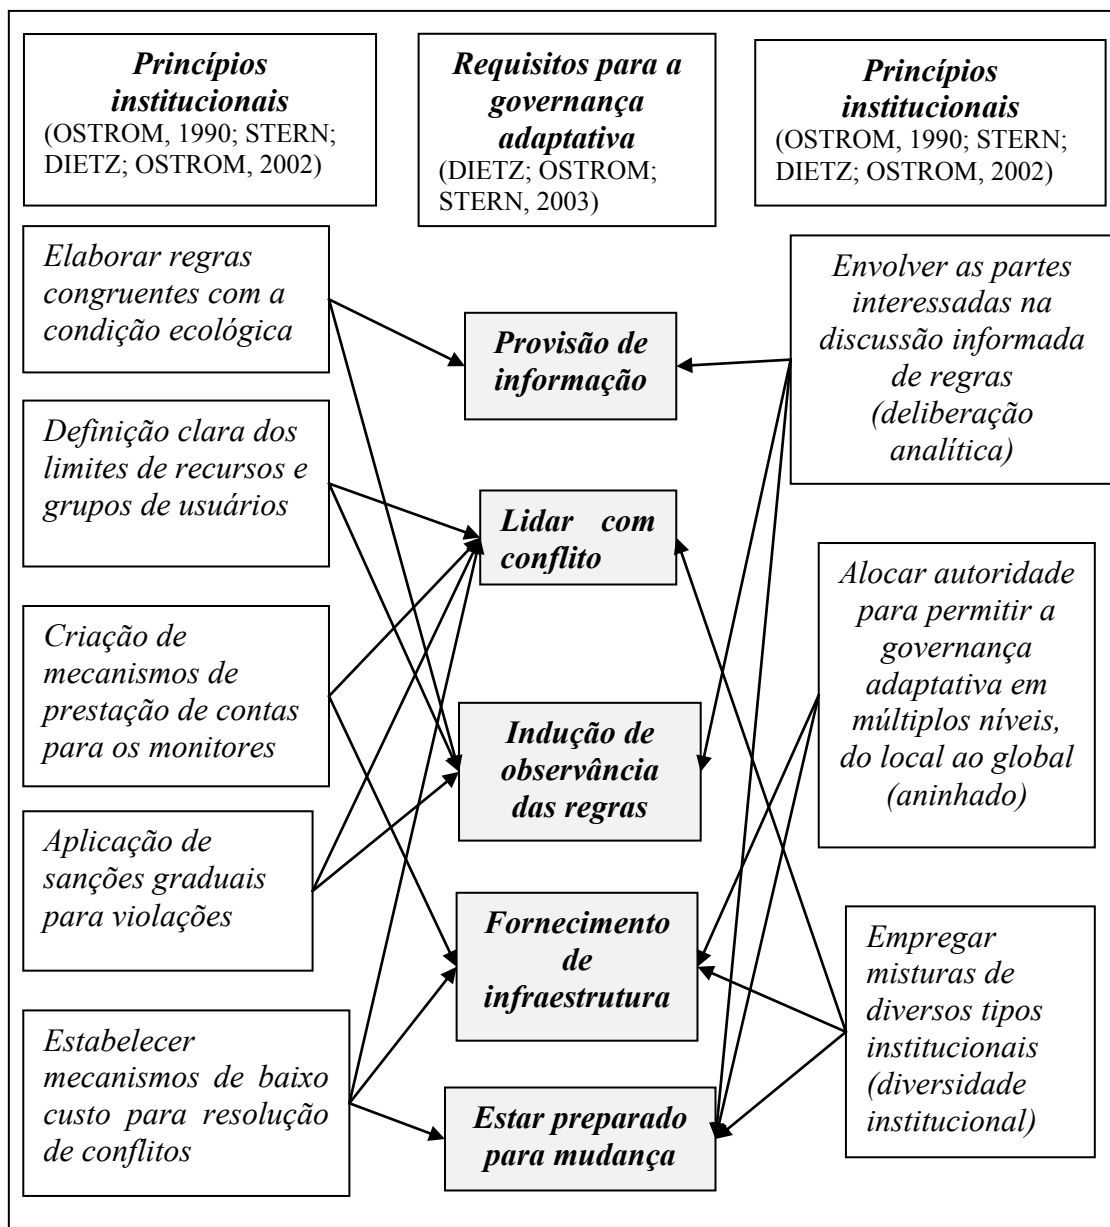 Princípios
institucionais
(OSTROM, 1990; STERN;
DIETZ; OSTROM, 2002)
Requisitos para a
governança
adaptativa
(DIETZ; OSTROM;
STERN, 2003)
Princípios
institucionais
(OSTROM, 1990; STERN;
DIETZ; OSTROM, 2002)
Elaborar regras
congruentes com a
condição ecológica
Definição clara dos
limites de recursos e
grupos de usuários
Criação de
mecanismos de
prestação de contas
para os monitores
Aplicação de
sanções graduais
para violações
Estabelecer
mecanismos de baixo
custo para resolução
de conflitos
Provisão de
informação
Lidar com
conflito
Indução de
observância
das regras
Fornecimento
de
infraestrutura
Estar preparado
para mudança
Envolver as partes
interessadas na
discussão informada
de regras
(deliberação
analítica)
Alocar autoridade
para permitir a
governança
adaptativa em
múltiplos níveis,
do local ao global
(aninhado)
Empregar
misturas de
diversos tipos
institucionais
(diversidade
institucional)